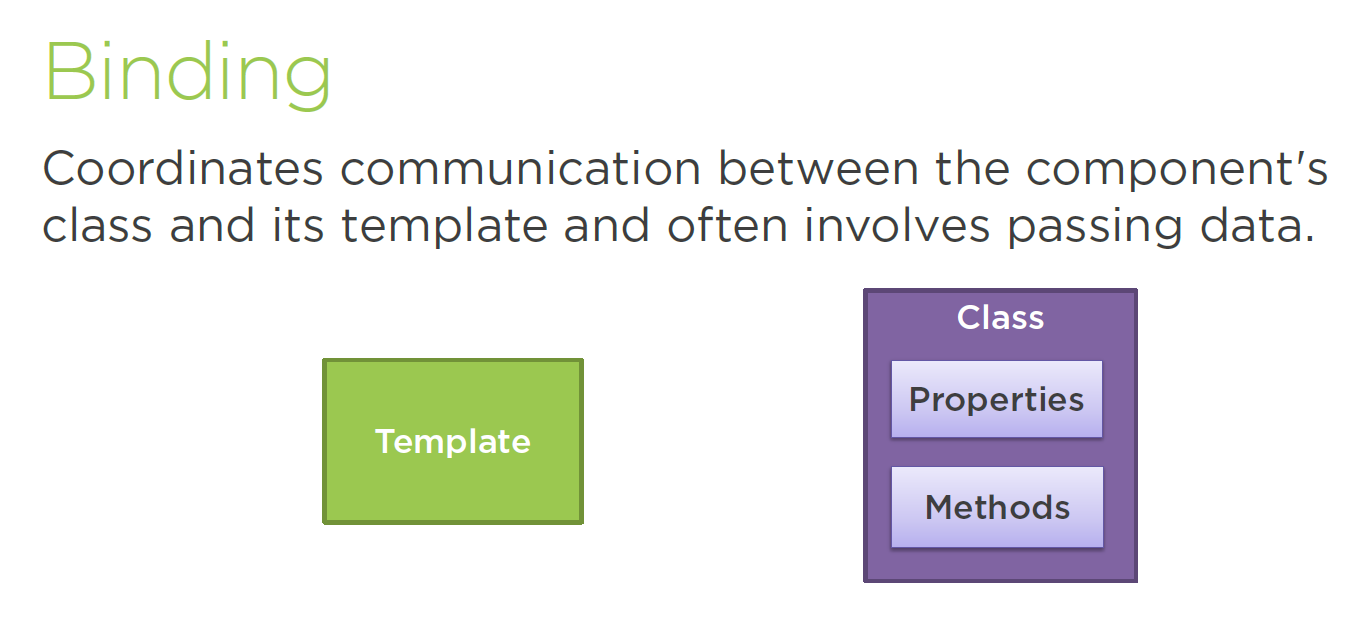 Binding
Coordinates communication between the component's
class and its template and often involves passing data.
Template
Class
Properties
Methods